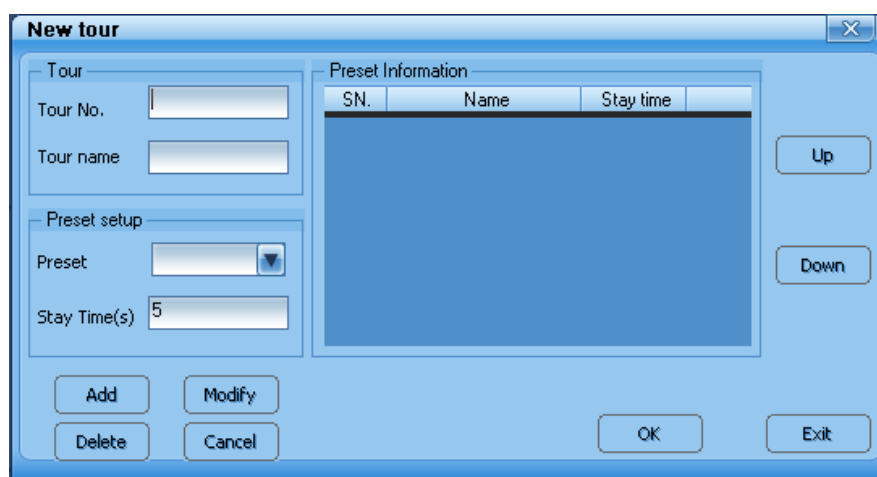 New tour
Tour
Tour No.
Tour name
Preset setup
Preset
Stay Time(s) 5
Preset Information
SN. Name Stay time
Up
Down
Add Modify
Delete Cancel
OK Exit